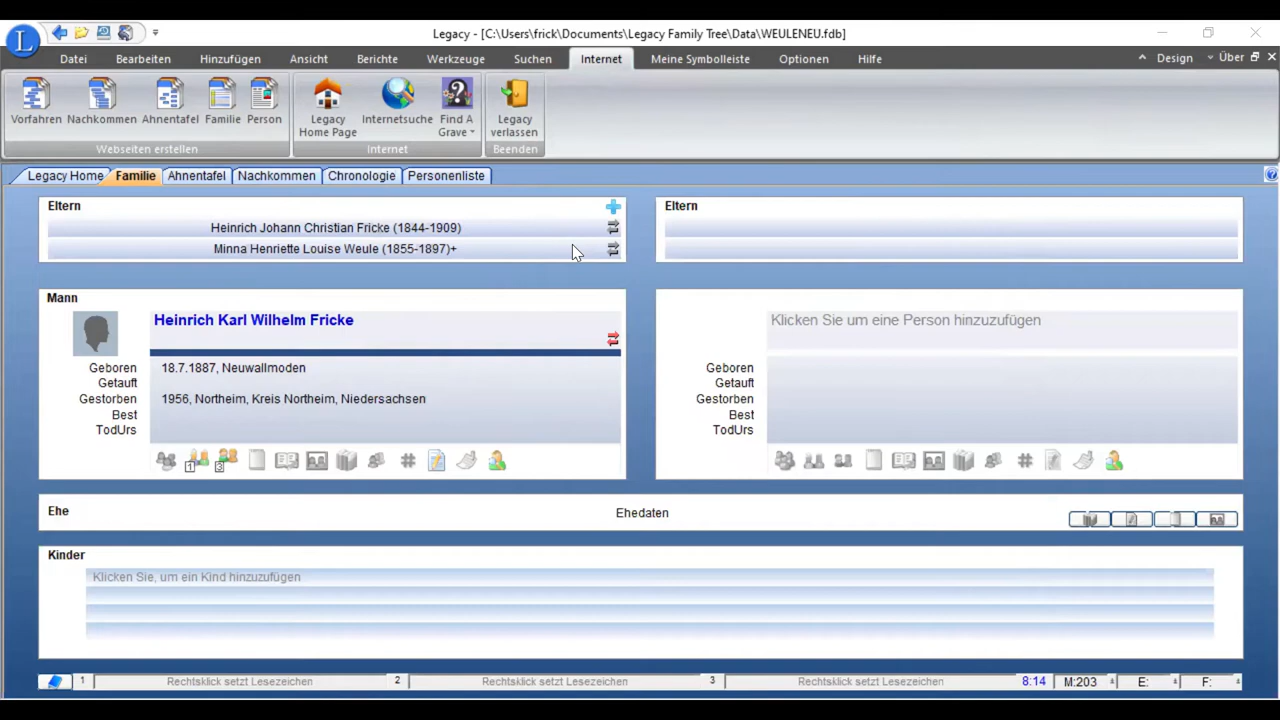 Legacy - [C:\Users\frick\Documents\Legacy Family Tree\Data\WEULENEU.fdb]
Datei Bearbeiten Hinzufügen Ansicht Berichte Werkzeuge Suchen Internet Meine Symbolleiste Optionen Hilfe Design Über
Vorfahren Nachkommen Ahnentafel Familie Person Legacy Home Page Internetsuche Find A Grave Legacy verlassen
Webseiten erstellen Internet Beenden
Legacy Home Familie Ahnentafel Nachkommen Chronologie Personenliste
Eltern Eltern
Heinrich Johann Christian Fricke (1844-1909)
Minna Henriette Louise Weule (1855-1897)+
Mann
Heinrich Karl Wilhelm Fricke Klicken Sie um eine Person hinzuzufügen
Geboren 18.7.1887, Neuwallmoden Geboren
Getauft Getauft
Gestorben 1956, Northeim, Kreis Northeim, Niedersachsen Gestorben
Best Best
TodUrs TodUrs
1 3 #  #
Ehe Ehedaten
Kinder
Klicken Sie, um ein Kind hinzuzufügen
1 Rechtsklick setzt Lesezeichen 2 Rechtsklick setzt Lesezeichen 3 Rechtsklick setzt Lesezeichen 8:14 M:203 E: F: